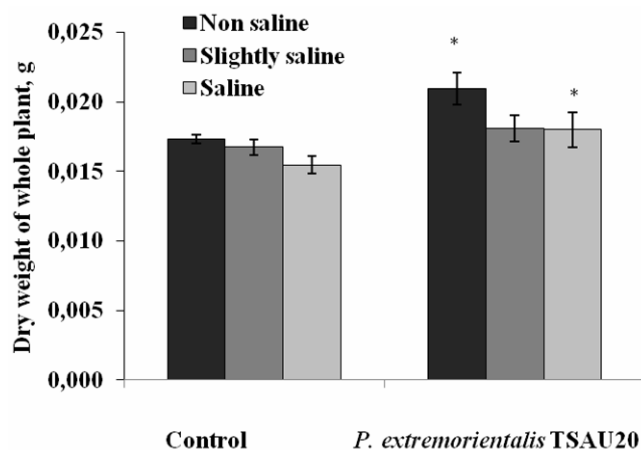 Dry weight of whole plant, g
0,025
0,020
0,015
0,010
0,005
0,000
Non saline
Slightly saline
Saline
*
*
Control
P. extremorientalis TSAU20